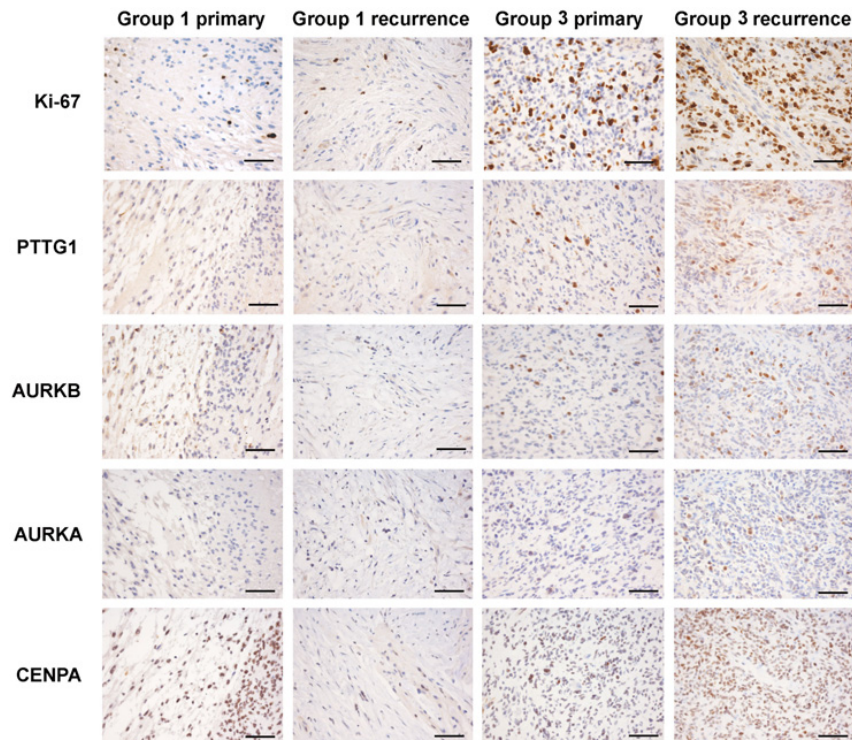 Group 1 primary Group 1 recurrence Group 3 primary Group 3 recurrence
Ki-67
PTTG1
AURKB
AURKA
CENPA